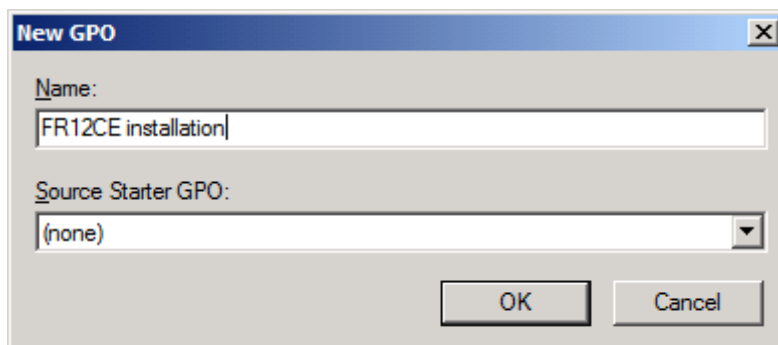 New GPO
Name:
FR12CE installation
Source Starter GPO:
(none)
OK Cancel